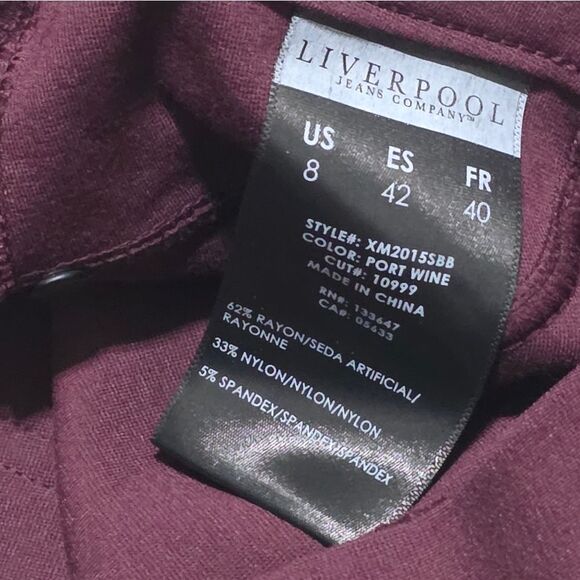 LIVERPOOL
JEANS COMPANY™
US ES FR
8 42 40
STYLE#: XM2015SBB
COLOR: PORT WINE
CUT#: 10999
MADE IN CHINA
RN#: 133647
CA#: 05633
62% RAYON/SEDA ARTIFICIAL/
RAYONNE
33% NYLON/NYLON/NYLON
5% SPANDEX/SPANDEX/SPANDEX